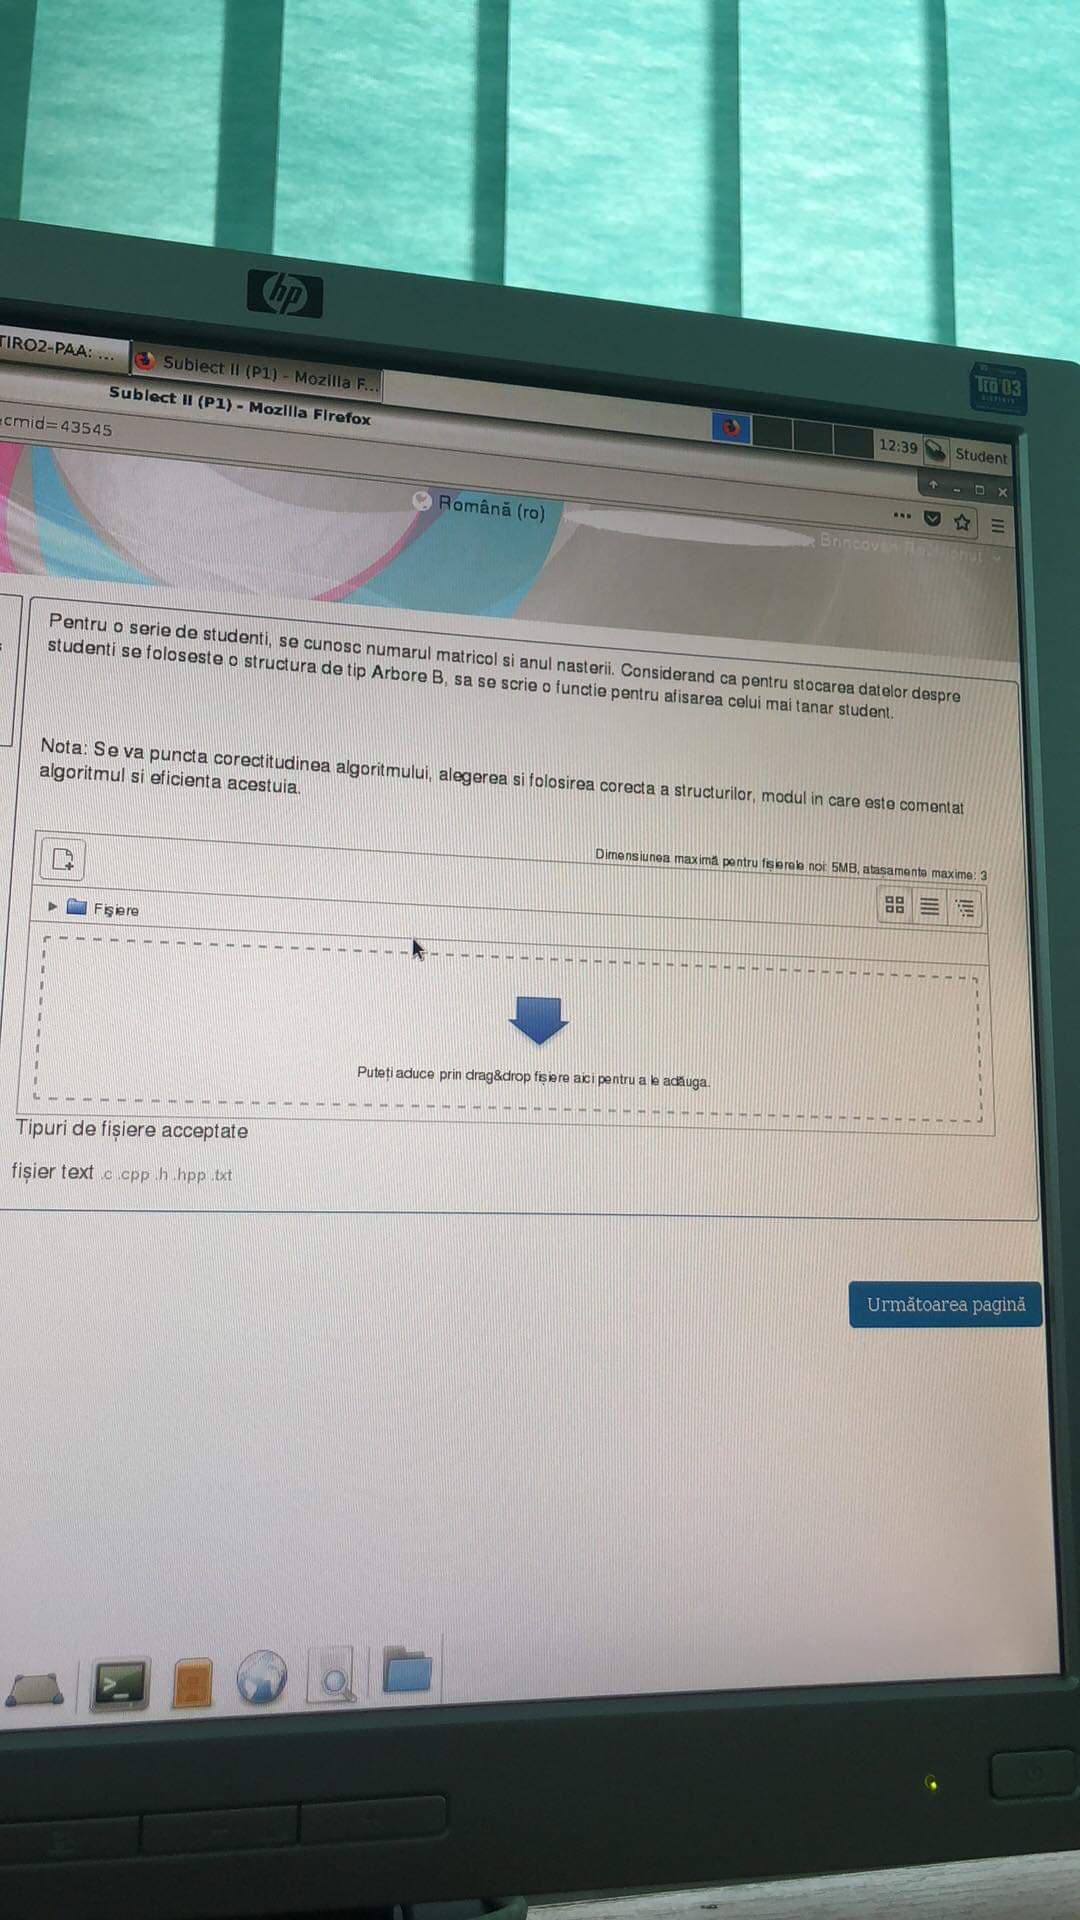 hp
TCO 03
TIRO2-PAA: ...
Subiect II (P1) - Mozilla F...
Subiect II (P1) - Mozilla Firefox
12:39
Student
cmid=43545
Română (ro)
Pentru o serie de studenti, se cunosc numarul matricol si anul nasterii. Considerand ca pentru stocarea datelor despre
studenti se foloseste o structura de tip Arbore B, sa se scrie o functie pentru afisarea celui mai tanar student.
Nota: Se va puncta corectitudinea algoritmului, alegerea si folosirea corecta a structurilor, modul in care este comentat
algoritmul si eficienta acestuia.
Dimensiunea maximă pentru fișierele noi: 5MB, atașamente maxime: 3
Fișiere
Puteți aduce prin drag&drop fișiere aici pentru a le adăuga.
Tipuri de fișiere acceptate
fișier text .c .cpp .h .hpp .txt
Următoarea pagină